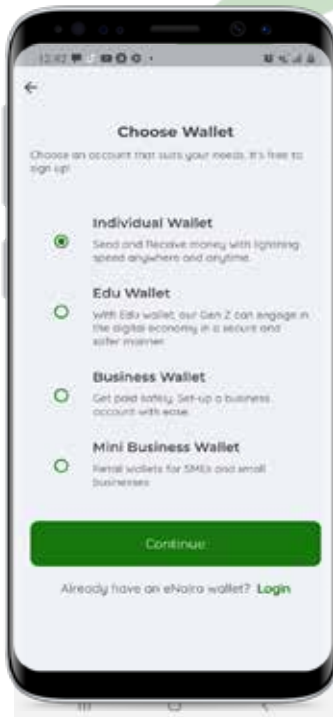 12:42
Choose Wallet
Choose an account that suits your needs. It's free to
sign up!
Individual Wallet
Send and Receive money with lightning
speed anywhere and anytime.
Edu Wallet
With Edu wallet, our Gen Z can engage in
the digital economy in a secure and
safer manner
Business Wallet
Get paid safely. Set-up a business
account with ease.
Mini Business Wallet
Retail wallets for SMEs and small
businesses
Continue
Already have an eNaira wallet? Login